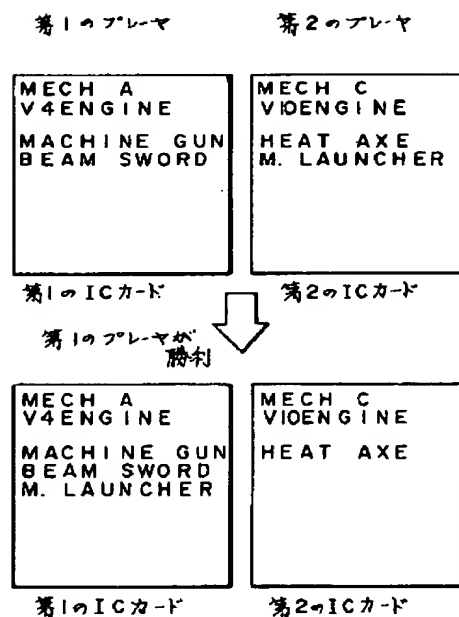 第1のプレーヤ
第2のプレーヤ
MECH A
V4ENGINE
MACHINE GUN
BEAM SWORD
MECH C
V10ENGINE
HEAT AXE
M. LAUNCHER
第1のICカード
第2のICカード
第1のプレーヤが
勝利
MECH A
V4ENGINE
MACHINE GUN
BEAM SWORD
M. LAUNCHER
MECH C
V10ENGINE
HEAT AXE
第1のICカード
第2のICカード